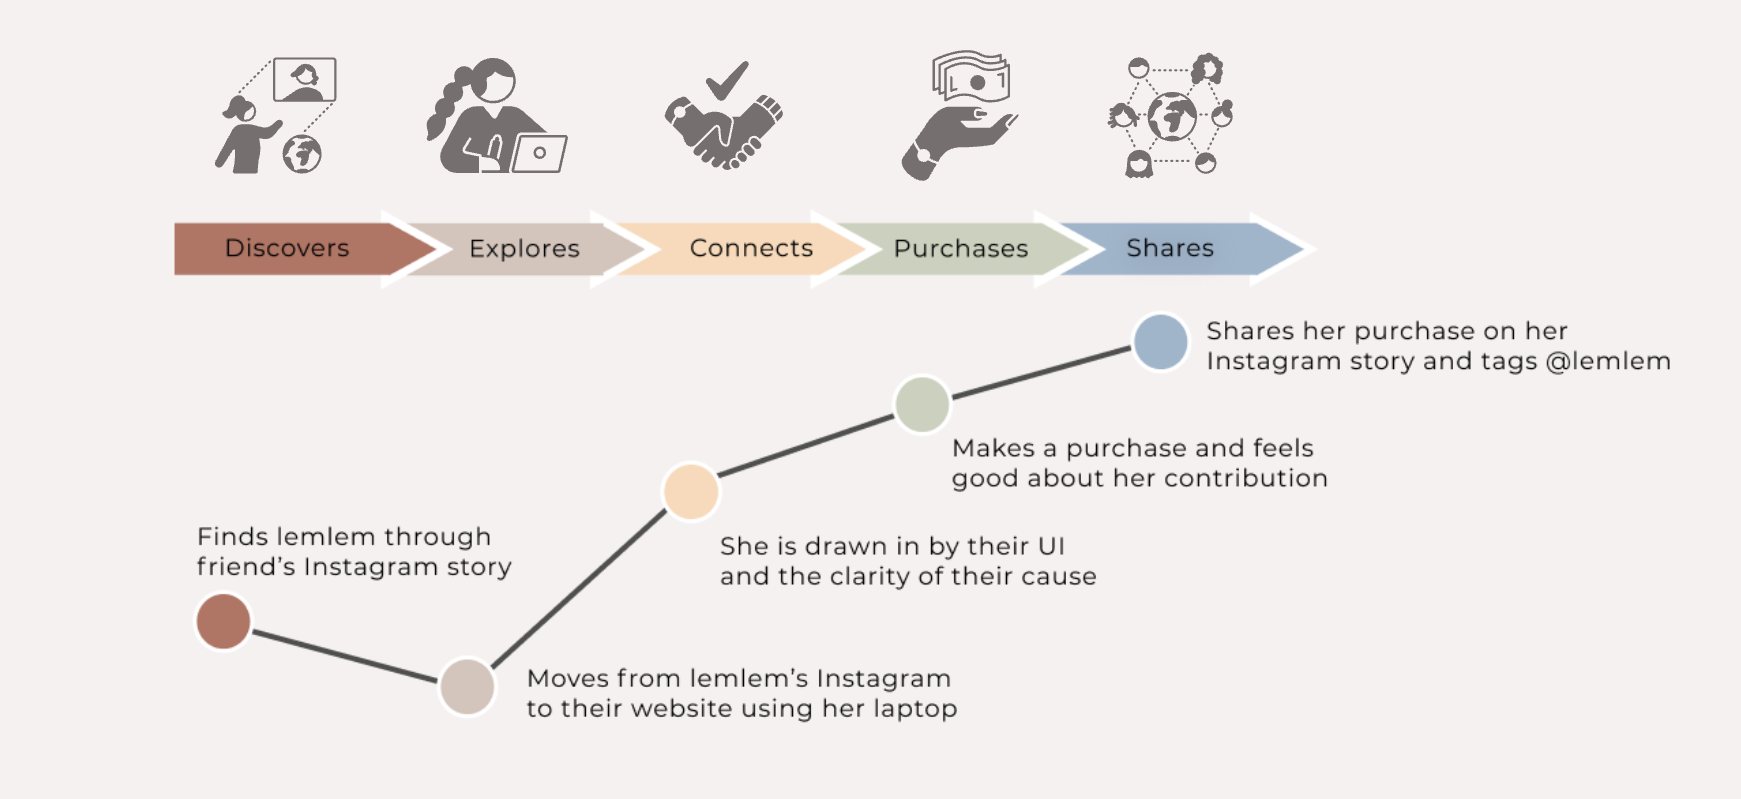 Discovers
Explores
Connects
Purchases
Shares
Shares her purchase on her
Instagram story and tags @lemlem
Makes a purchase and feels
good about her contribution
Finds lemlem through
friend’s Instagram story
She is drawn in by their UI
and the clarity of their cause
Moves from lemlem’s Instagram
to their website using her laptop